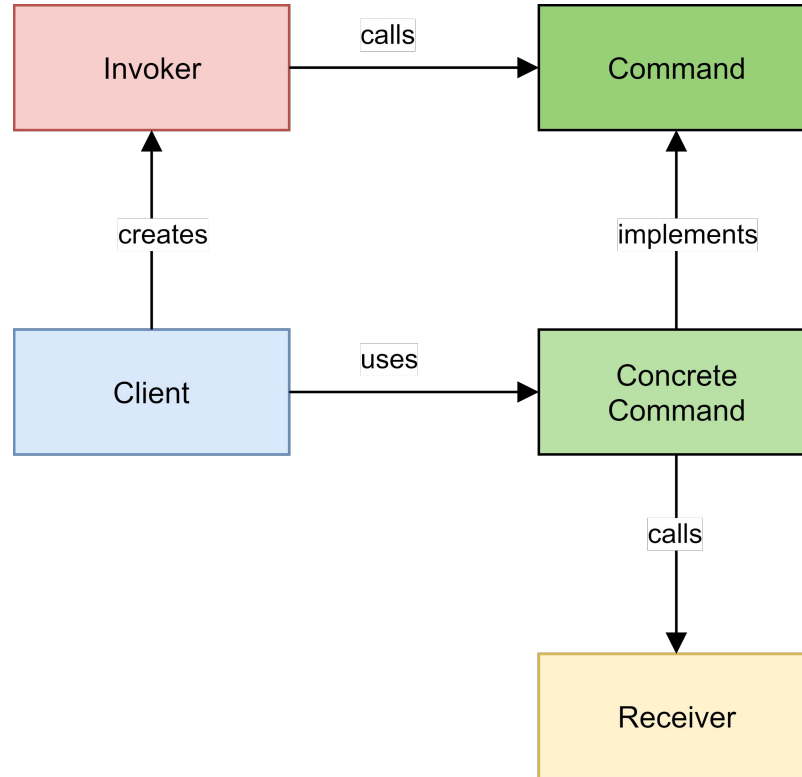 calls
Invoker
Command
creates
implements
uses
Client
Concrete
Command
calls
Receiver